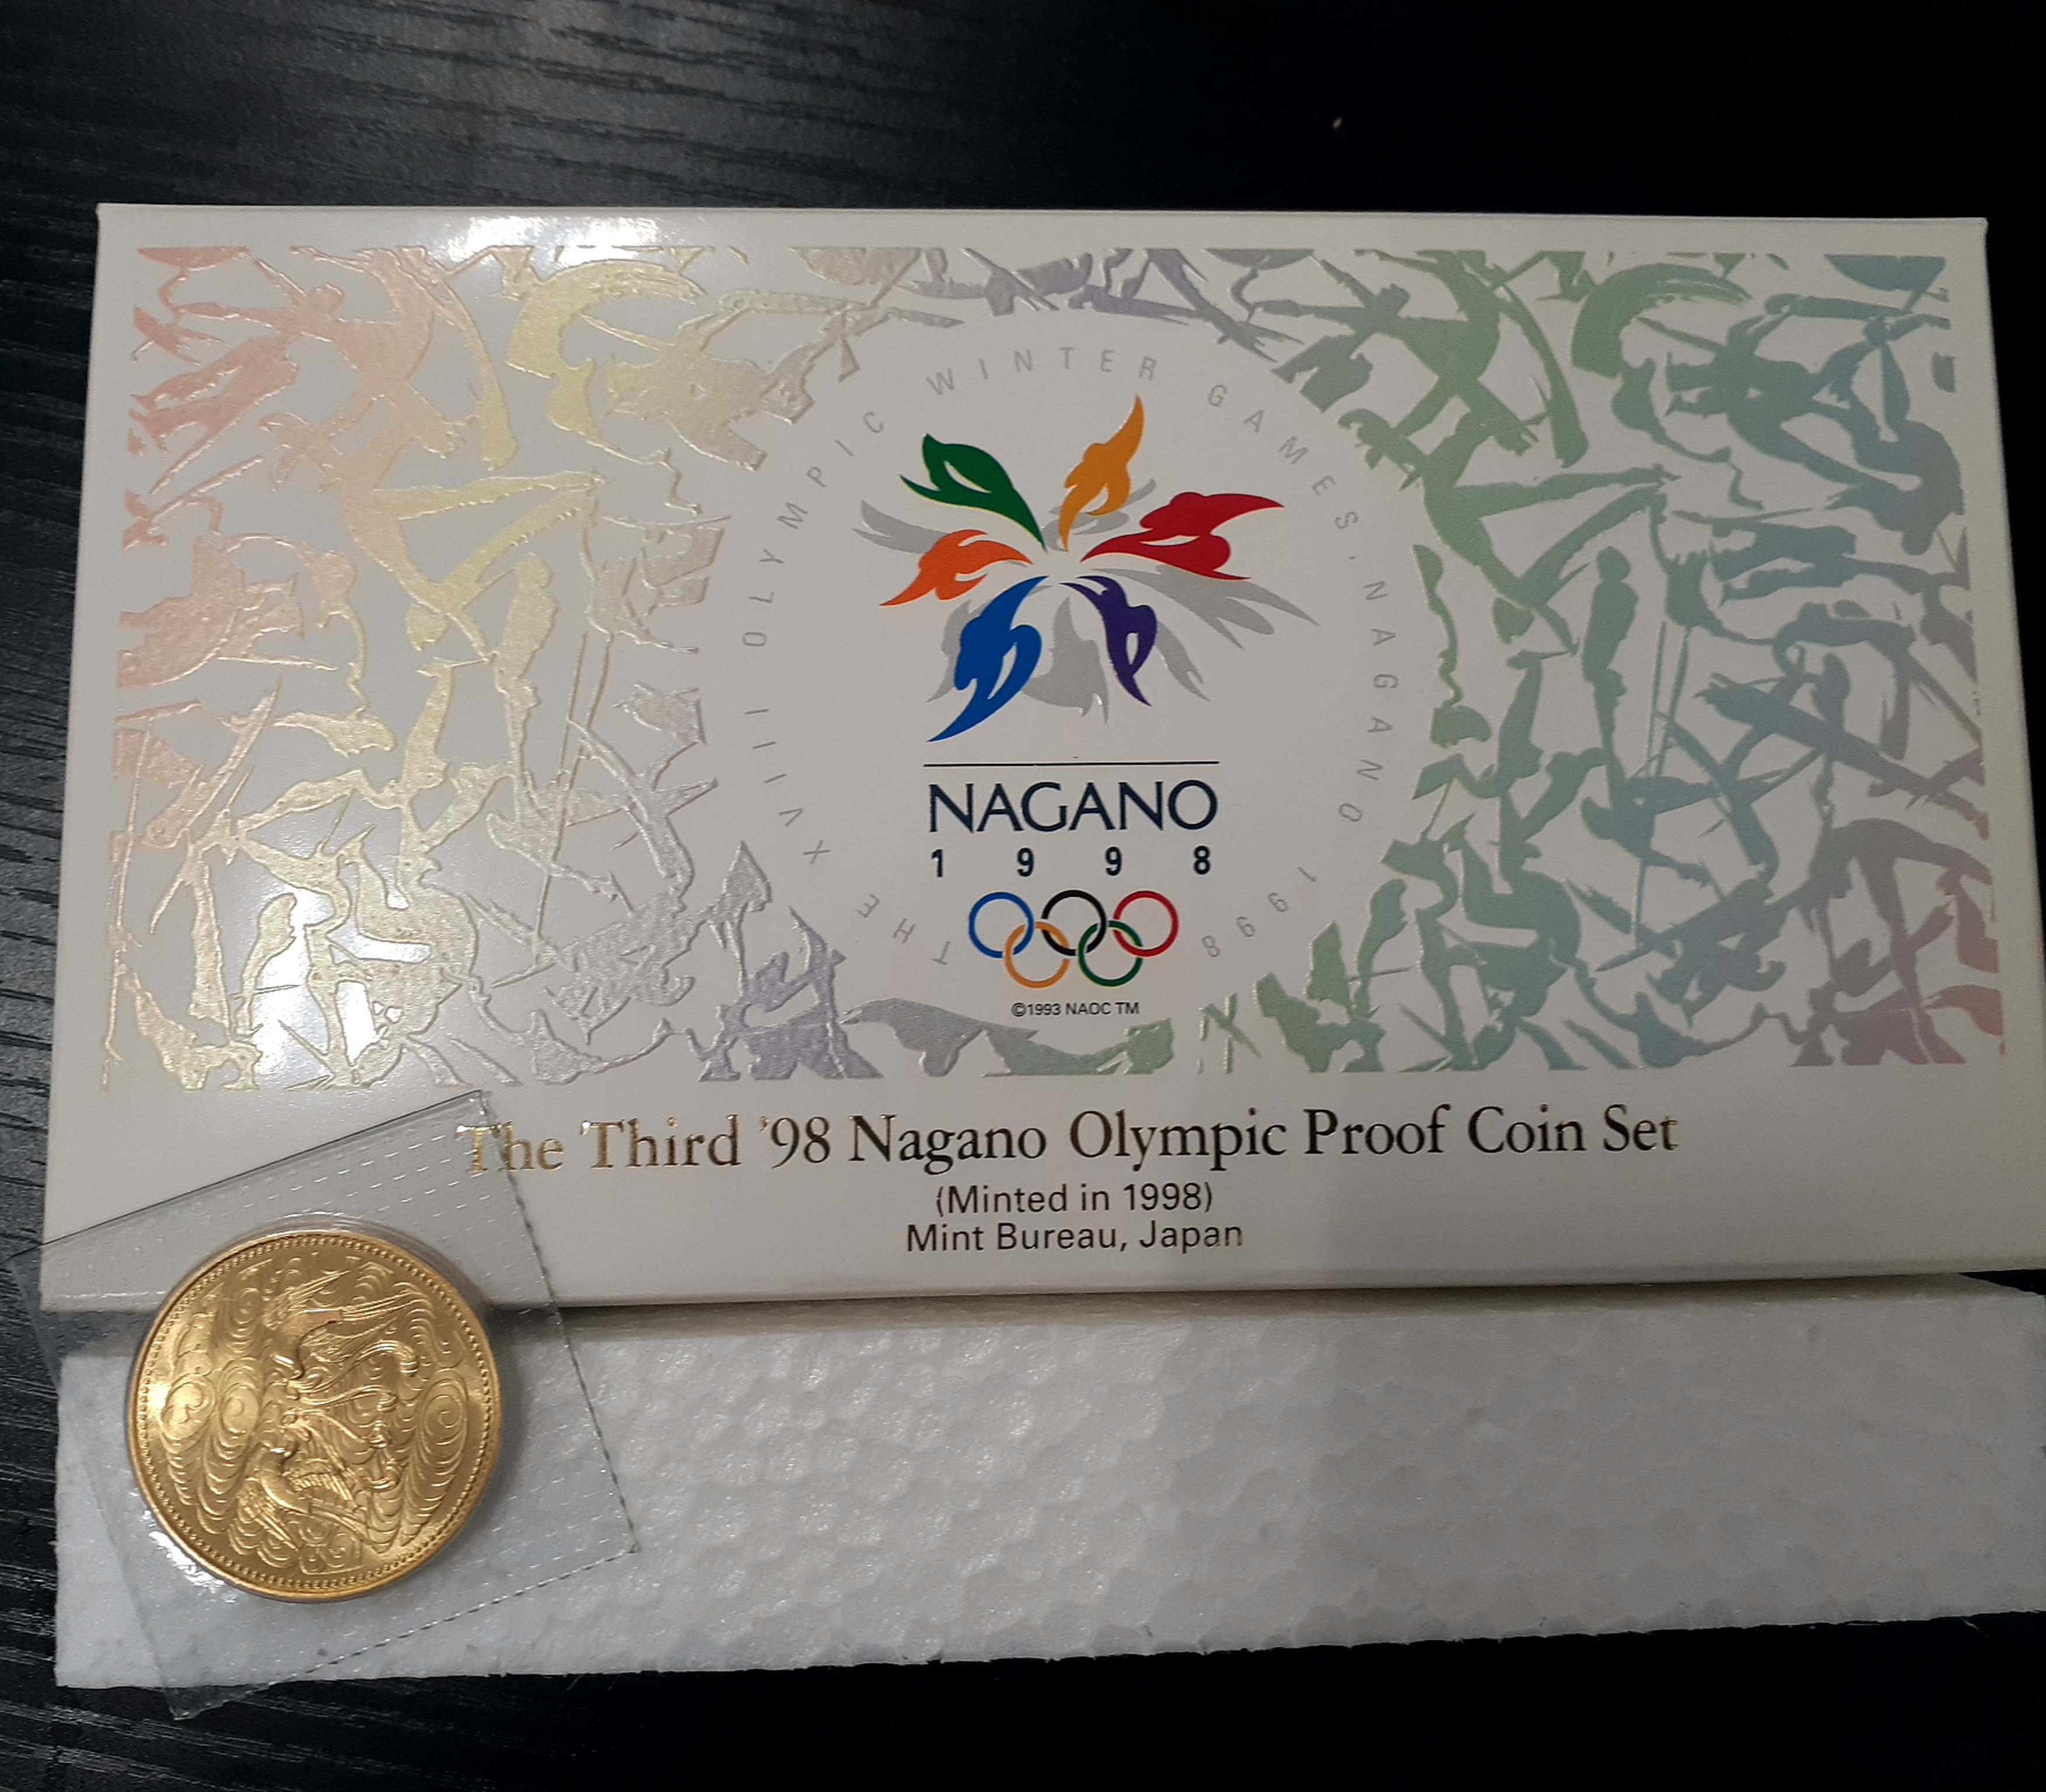 THE XVIII OLYMPIC WINTER GAMES, NAGANO 1998
NAGANO
1998
©1993 NAOC TM
The Third '98 Nagano Olympic Proof Coin Set
(Minted in 1998)
Mint Bureau, Japan